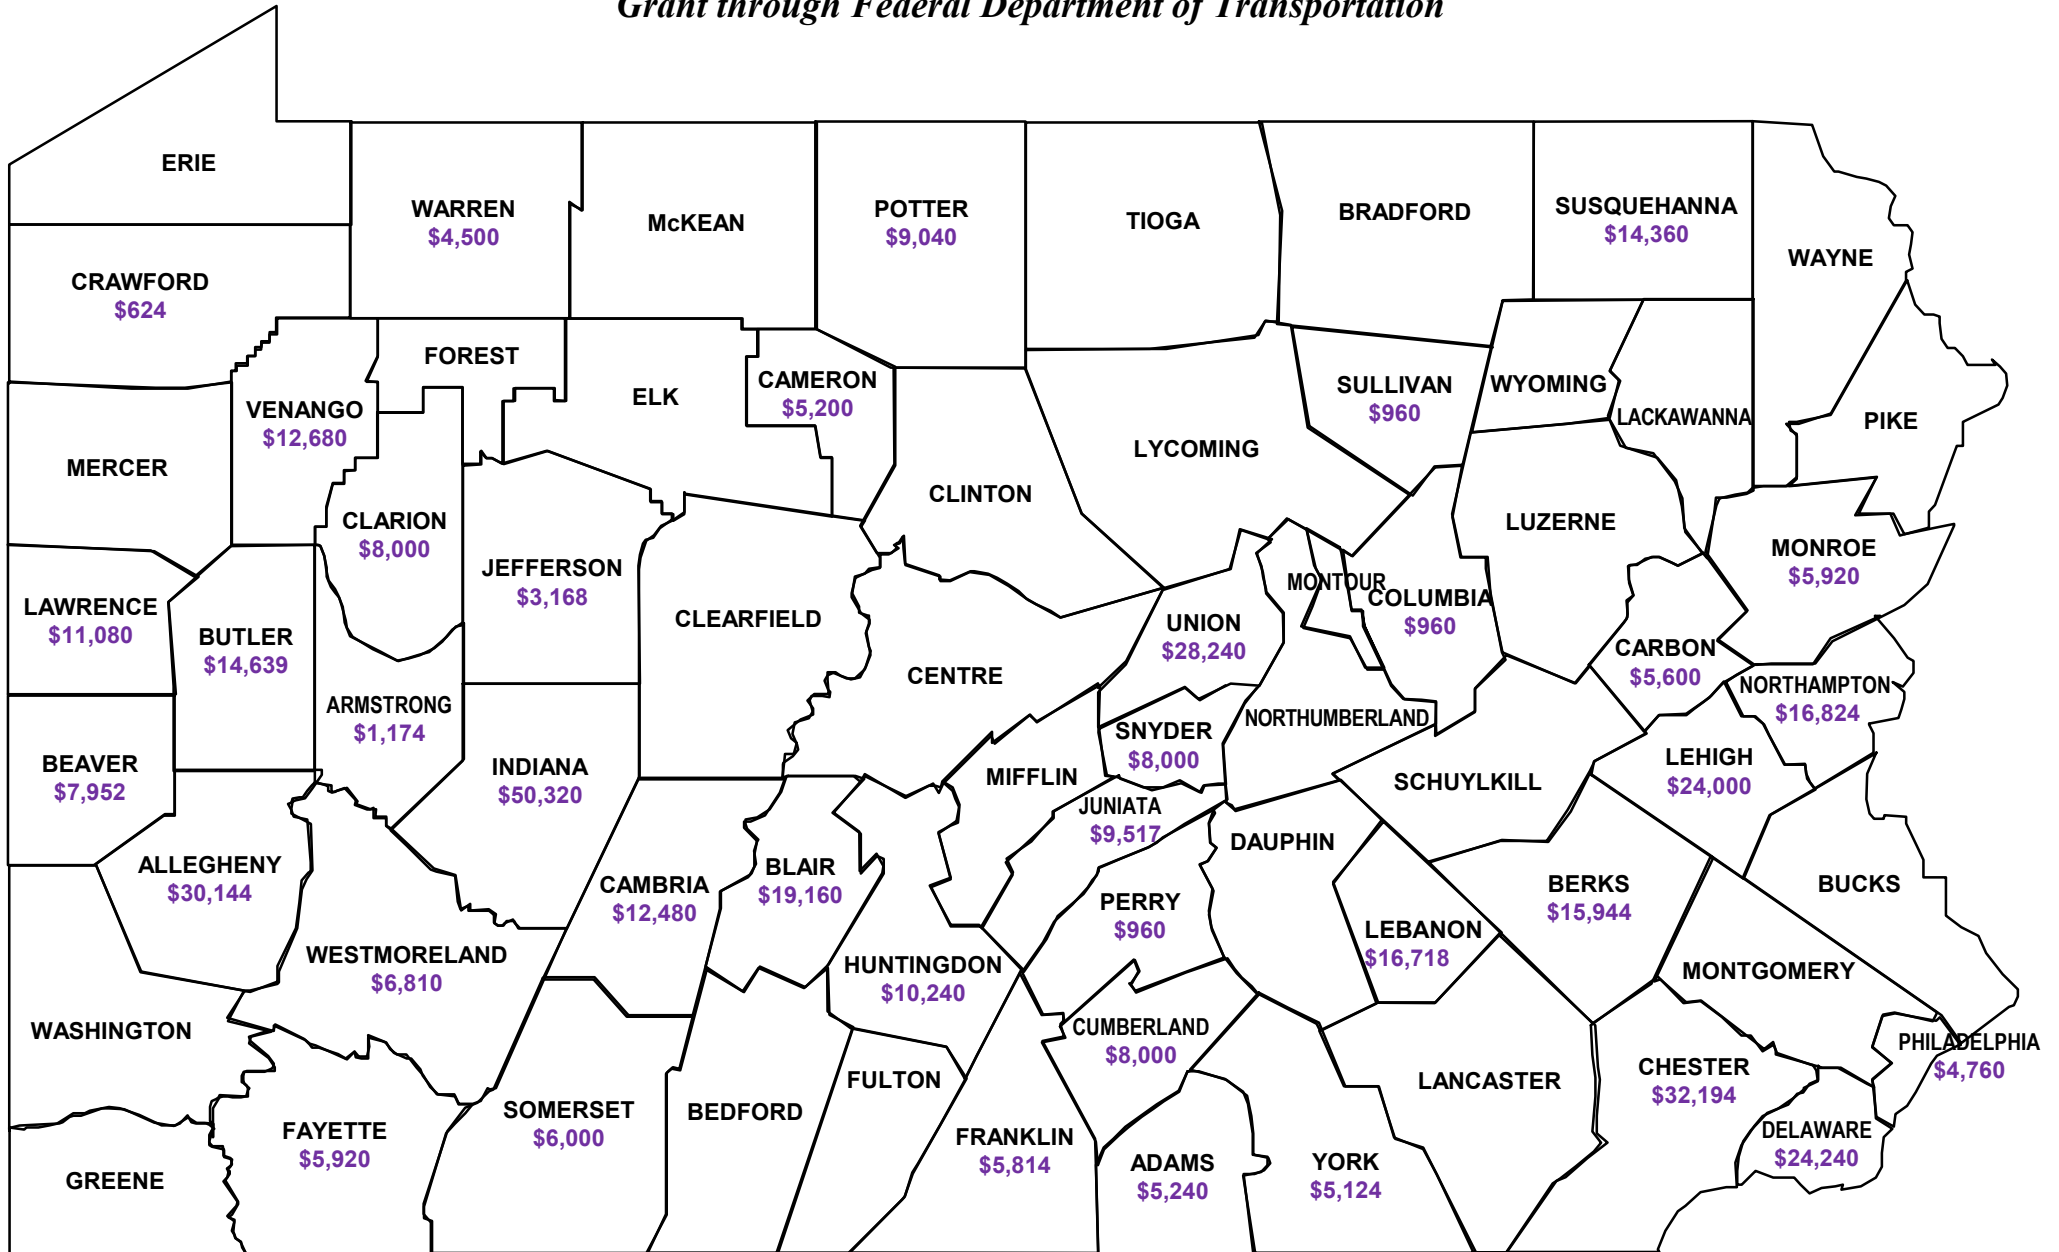 Grant through Federal Department of Transportation
ERIE
WARREN
$4,500
McKEAN
POTTER
$9,040
TIOGA
BRADFORD
SUSQUEHANNA
$14,360
WAYNE
CRAWFORD
$624
FOREST
ELK
CAMERON
$5,200
SULLIVAN
$960
WYOMING
LACKAWANNA
PIKE
VENANGO
$12,680
MERCER
LYCOMING
CLINTON
CLARION
$8,000
LUZERNE
MONROE
$5,920
JEFFERSON
$3,168
MONTOUR
COLUMBIA
$960
LAWRENCE
$11,080
BUTLER
$14,639
CLEARFIELD
UNION
$28,240
CARBON
$5,600
CENTRE
NORTHAMPTON
$16,824
ARMSTRONG
$1,174
NORTHUMBERLAND
SNYDER
$8,000
BEAVER
$7,952
INDIANA
$50,320
MIFFLIN
SCHUYLKILL
LEHIGH
$24,000
JUNIATA
$9,517
DAUPHIN
ALLEGHENY
$30,144
CAMBRIA
$12,480
BLAIR
$19,160
BERKS
$15,944
BUCKS
PERRY
$960
LEBANON
$16,718
WESTMORELAND
$6,810
HUNTINGDON
$10,240
MONTGOMERY
WASHINGTON
CUMBERLAND
$8,000
PHILADELPHIA
$4,760
CHESTER
$32,194
FULTON
LANCASTER
SOMERSET
$6,000
BEDFORD
FAYETTE
$5,920
FRANKLIN
$5,814
DELAWARE
$24,240
ADAMS
$5,240
YORK
$5,124
GREENE